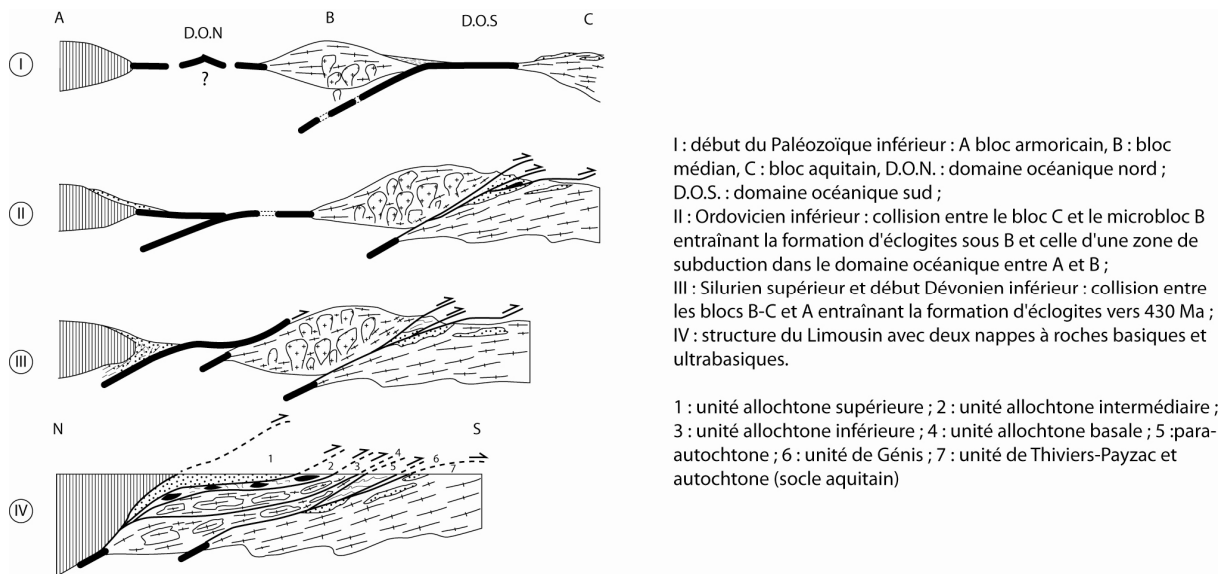 A
B
D.O.S
C
D.O.N
I
?
II
III
N
S
4
1
2
3
5
6
7
IV
I : début du Paléozoïque inférieur : A bloc armoricain, B : bloc
médian, C : bloc aquitain, D.O.N. : domaine océanique nord ;
D.O.S. : domaine océanique sud ;
II : Ordovicien inférieur : collision entre le bloc C et le microbloc B
entraînant la formation d'éclogites sous B et celle d'une zone de
subduction dans le domaine océanique entre A et B ;
III : Silurien supérieur et début Dévonien inférieur : collision entre
les blocs B-C et A entraînant la formation d'éclogites vers 430 Ma ;
IV : structure du Limousin avec deux nappes à roches basiques et
ultrabasiques.
1 : unité allochtone supérieure ; 2 : unité allochtone intermédiaire ;
3 : unité allochtone inférieure ; 4 : unité allochtone basale ; 5 :para-
autochtone ; 6 : unité de Génis ; 7 : unité de Thiviers-Payzac et
autochtone (socle aquitain)